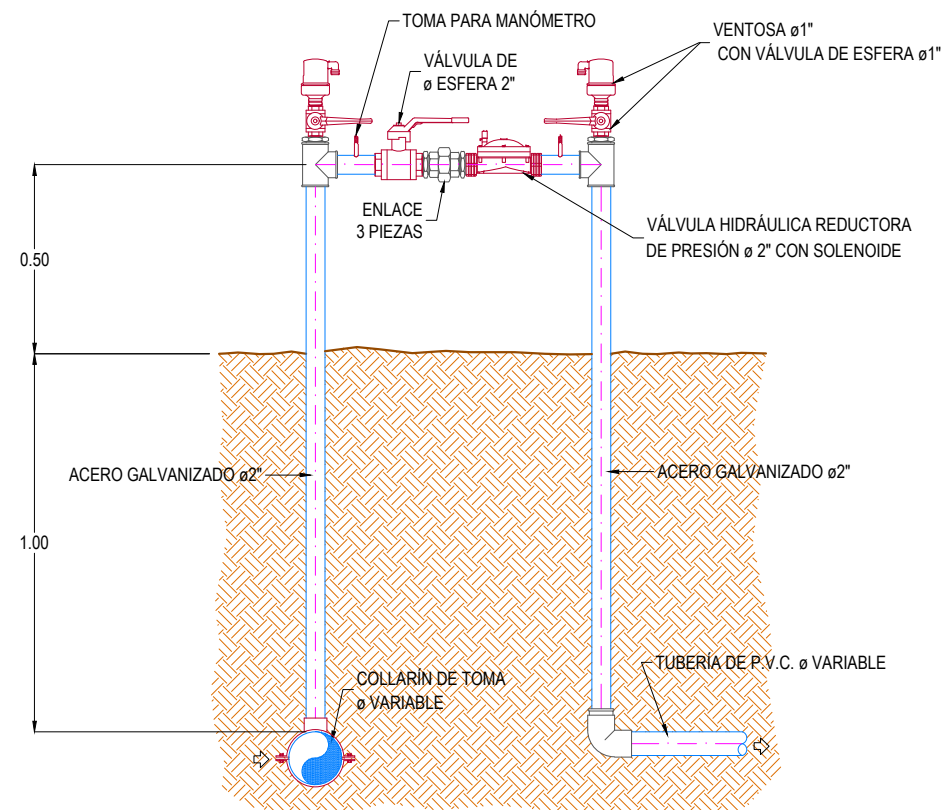 TOMA PARA MANÓMETRO
VENTOSA ø1"
CON VÁLVULA DE ESFERA ø1"
VÁLVULA DE
ø ESFERA 2"
ENLACE
3 PIEZAS
VÁLVULA HIDRÁULICA REDUCTORA
DE PRESIÓN ø 2" CON SOLENOIDE
0.50
ACERO GALVANIZADO ø2"
ACERO GALVANIZADO ø2"
1.00
COLLARÍN DE TOMA
ø VARIABLE
TUBERÍA DE P.V.C. ø VARIABLE